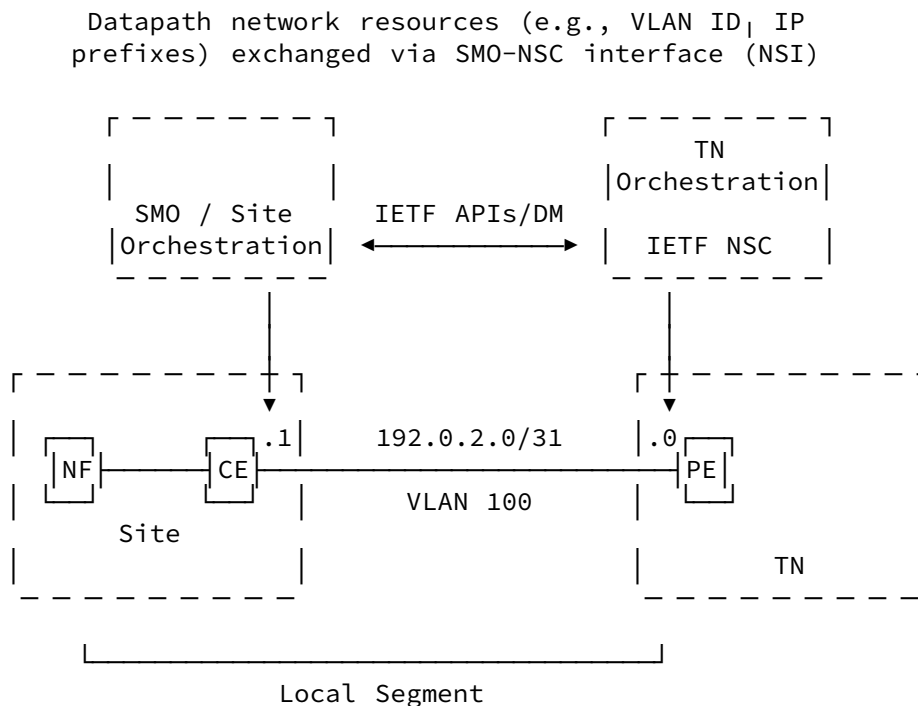 Datapath network resources (e.g., VLAN ID╷ IP
prefixes) exchanged via SMO-NSC interface (NSI)
TN
Orchestration
SMO / Site
Orchestration
IETF APIs/DM
IETF NSC
.1
192.0.2.0/31
.0
NF
CE
PE
VLAN 100
Site
TN
Local Segment